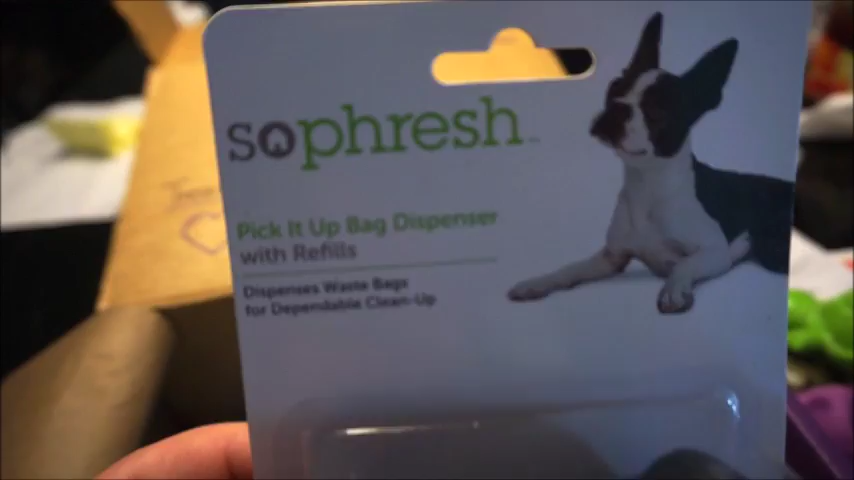 sophresh
Pick It Up Bag Dispenser
with Refills
Dispenses Waste Bags
for Dependable Clean-Up